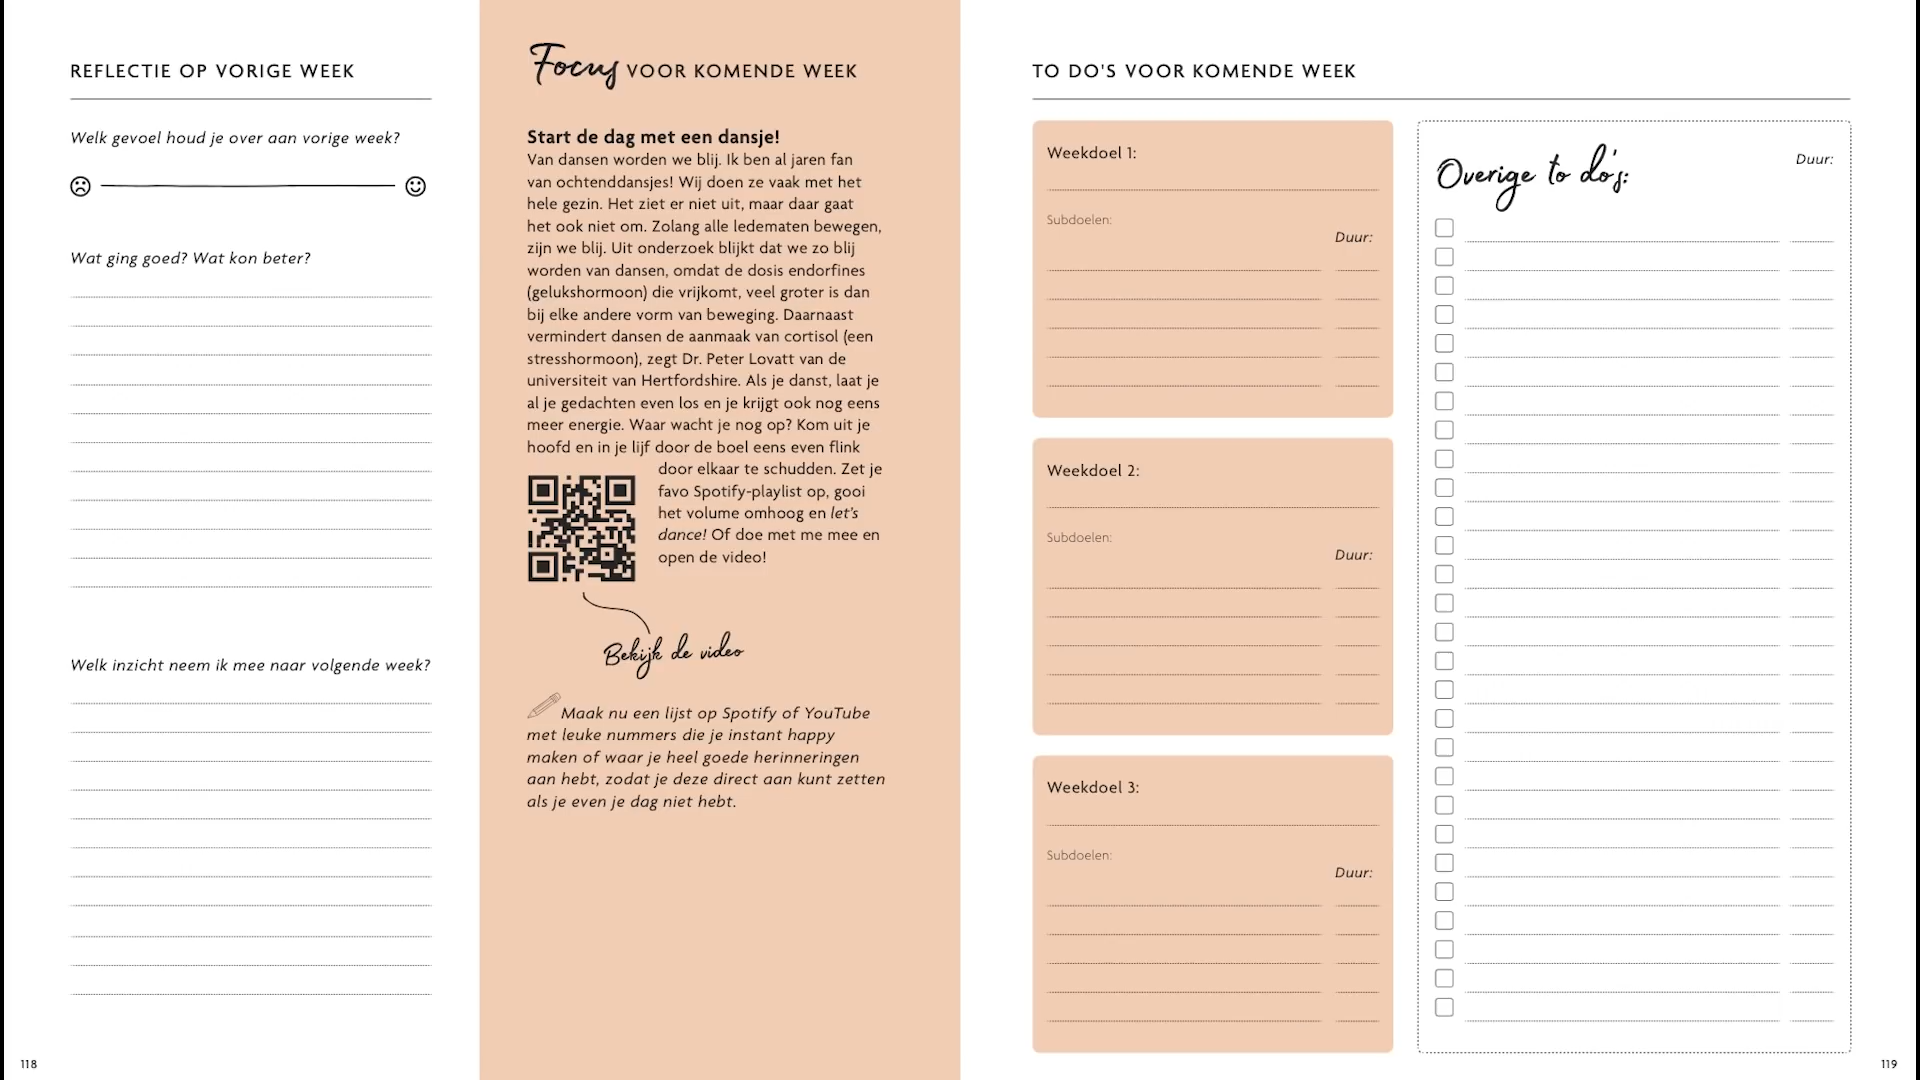 REFLECTIE OP VORIGE WEEK
Welk gevoel houd je over aan vorige week?
Wat ging goed? Wat kon beter?
Welk inzicht neem ik mee naar volgende week?
118
Focus VOOR KOMENDE WEEK
Start de dag met een dansje!
Van dansen worden we blij. Ik ben al jaren fan
van ochtenddansjes! Wij doen ze vaak met het
hele gezin. Het ziet er niet uit, maar daar gaat
het ook niet om. Zolang alle ledematen bewegen,
zijn we blij. Uit onderzoek blijkt dat we zo blij
worden van dansen, omdat de dosis endorfines
(gelukshormoon) die vrijkomt, veel groter is dan
bij elke andere vorm van beweging. Daarnaast
vermindert dansen de aanmaak van cortisol (een
stresshormoon), zegt Dr. Peter Lovatt van de
universiteit van Hertfordshire. Als je danst, laat je
al je gedachten even los en je krijgt ook nog eens
meer energie. Waar wacht je nog op? Kom uit je
hoofd en in je lijf door de boel eens even flink
door elkaar te schudden. Zet je
favo Spotify-playlist op, gooi
het volume omhoog en let's
dance! Of doe met me mee en
open de video!
Bekijk de video
Maak nu een lijst op Spotify of YouTube
met leuke nummers die je instant happy
maken of waar je heel goede herinneringen
aan hebt, zodat je deze direct aan kunt zetten
als je even je dag niet hebt.
TO DO'S VOOR KOMENDE WEEK
Weekdoel 1:
Subdoelen:
Duur:
Weekdoel 2:
Subdoelen:
Duur:
Weekdoel 3:
Subdoelen:
Duur:
Overige to do's:
Duur:
119